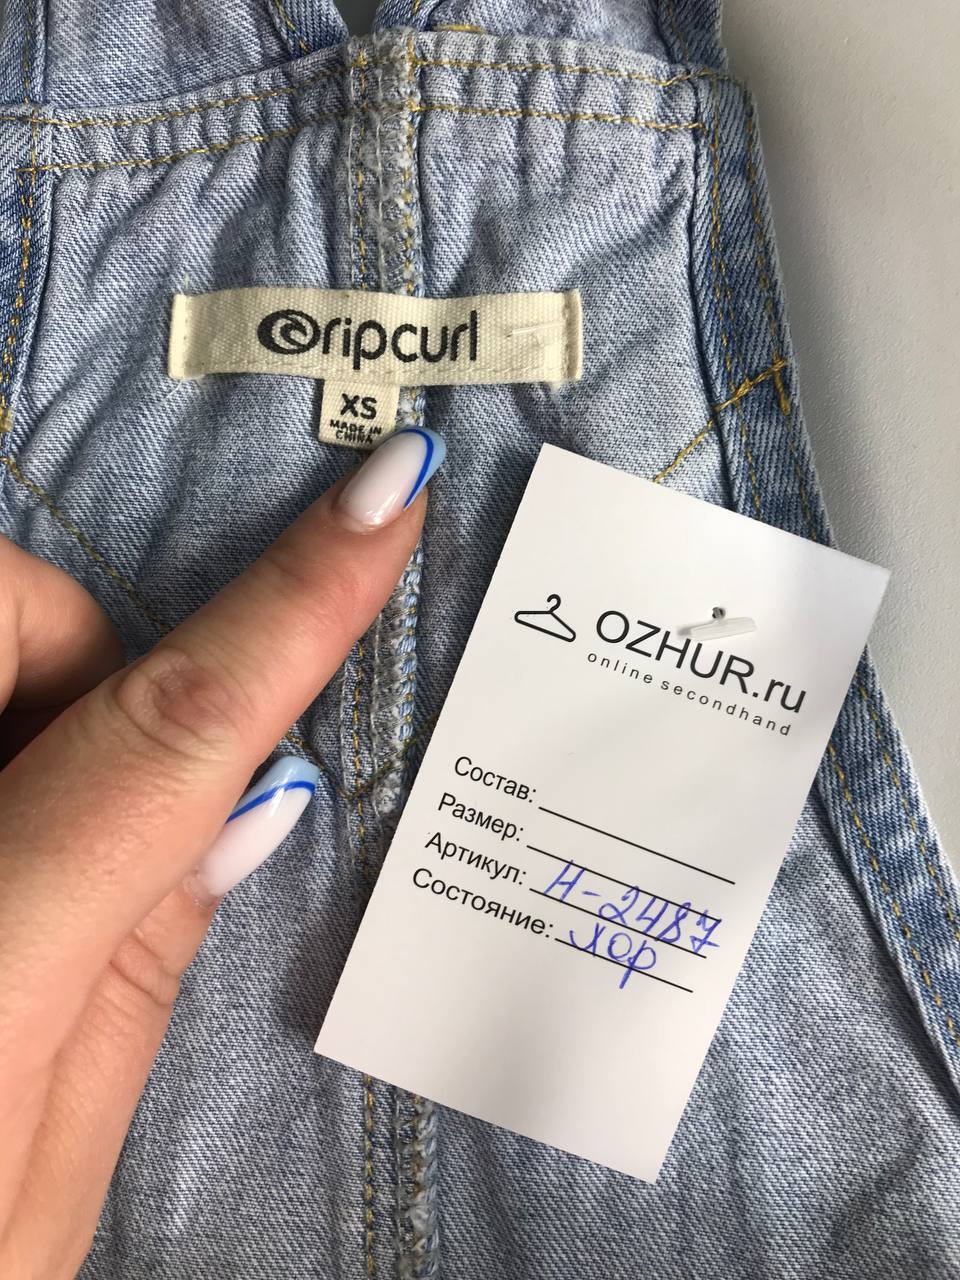 ripcurl
XS
MADE IN
CHINA
OZHUR.ru
online secondhand
Состав:
Размер:
Артикул: Н-2487
Состояние: хор